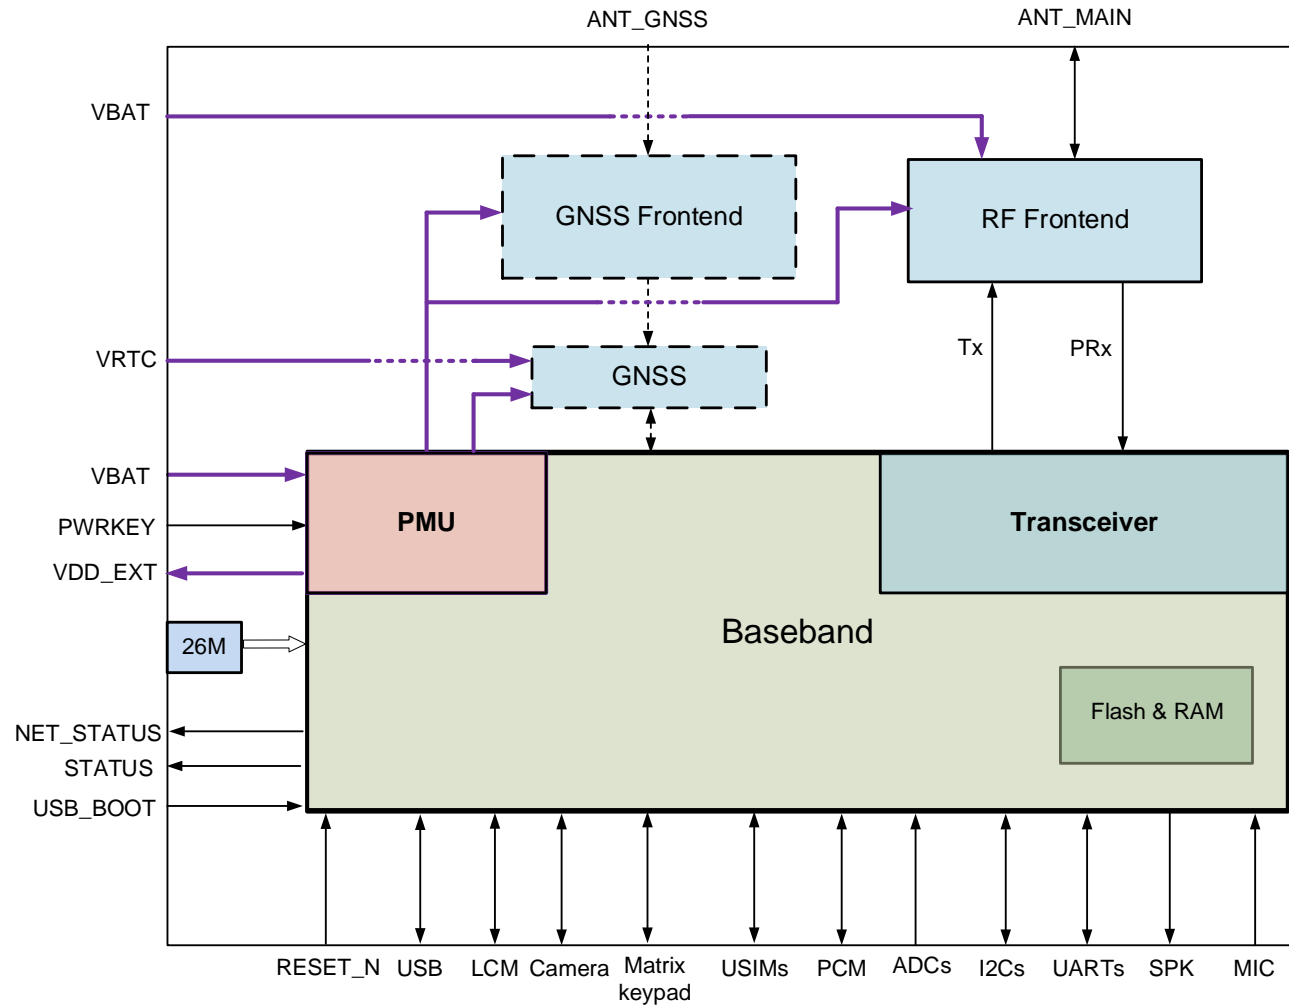 ANT_GNSS
ANT_MAIN
VBAT
GNSS Frontend
RF Frontend
VRTC
GNSS
Tx
PRx
VBAT
PWRKEY
VDD_EXT
PMU
Transceiver
26M
Baseband
Flash & RAM
NET_STATUS
STATUS
USB_BOOT
RESET_N
USB
LCM
Camera
Matrix
keypad
USIMs
PCM
ADCs
I2Cs
UARTs
SPK
MIC